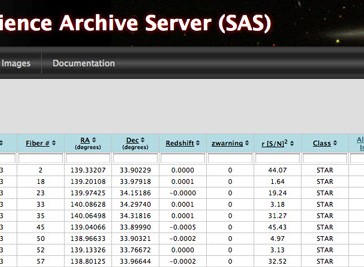 ience Archive Server (SAS)
Images Documentation
Fiber # RA (degrees) Dec (degrees) Redshift zwarning r [S/N]2 Class
3 2 139.33207 33.90229 0.0000 0 44.07 STAR
3 18 139.20108 33.97918 0.0001 0 1.64 STAR
3 23 139.97425 34.15186 -0.0000 0 19.24 STAR
3 33 140.08628 34.29740 0.0001 0 3.18 STAR
3 35 140.06498 34.31816 0.0001 0 31.27 STAR
3 45 139.04066 33.89990 -0.0005 0 45.43 STAR
3 50 138.96633 33.90321 -0.0002 0 4.97 STAR
3 52 139.13326 33.76672 0.0000 0 3.13 STAR
3 57 138.80125 33.96644 -0.0002 0 32.52 STAR